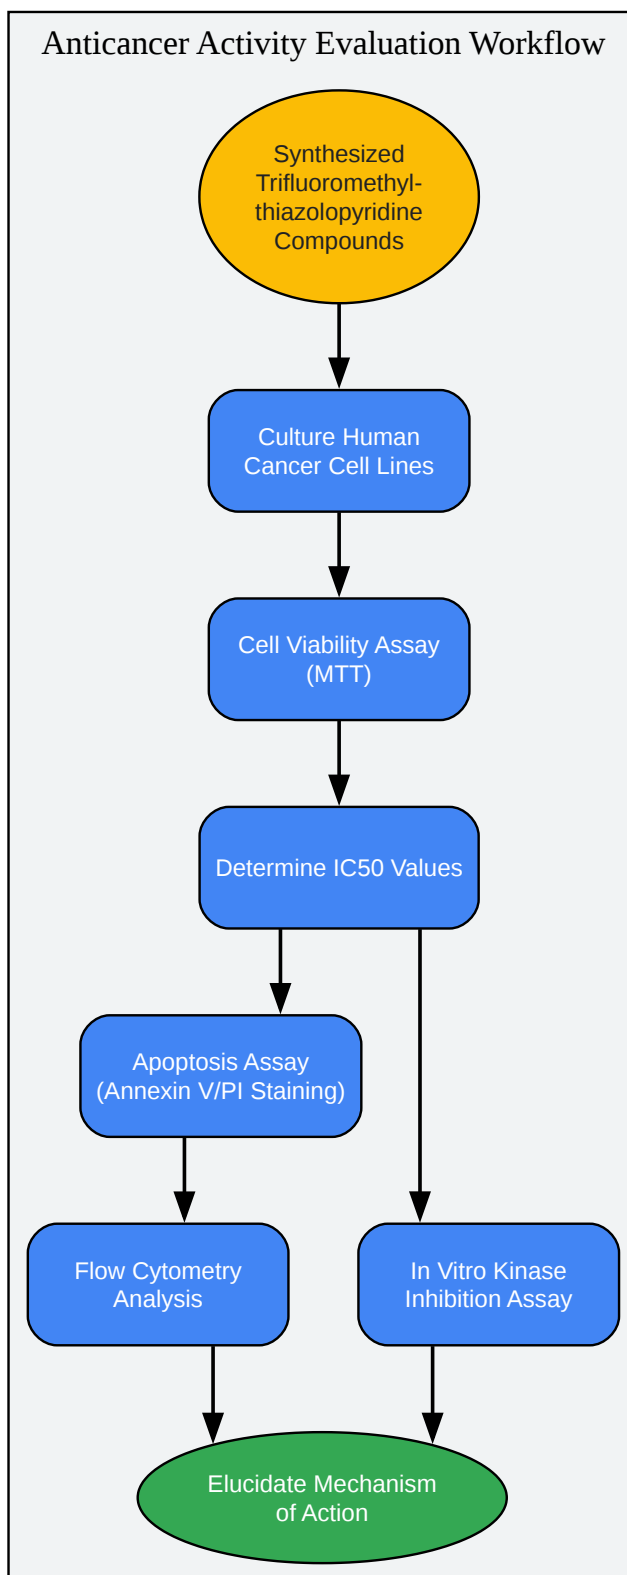 Anticancer Activity Evaluation Workflow
Synthesized
Trifluoromethyl-
thiazolopyridine
Compounds
Culture Human
Cancer Cell Lines
Cell Viability Assay
(MTT)
Determine IC50 Values
Apoptosis Assay
(Annexin V/PI Staining)
Flow Cytometry
Analysis
In Vitro Kinase
Inhibition Assay
Elucidate Mechanism
of Action